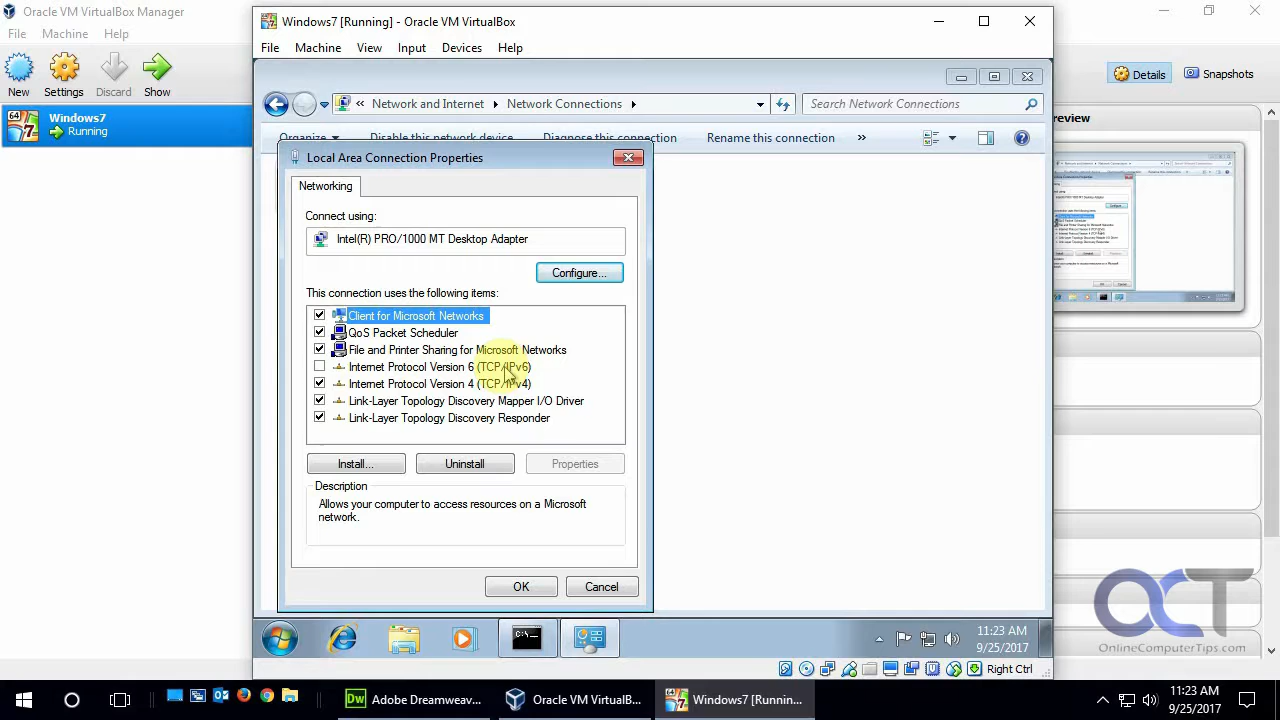 Oracle VM VirtualBox Manager
File Machine Help
New Settings Discard Show
Details Snapshots
Windows7
Running
Windows7 [Running] - Oracle VM VirtualBox
File Machine View Input Devices Help
Network and Internet Network Connections
Search Network Connections
Organize Disable this network device Diagnose this connection Rename this connection »
Local Area Connection Properties
Networking
Connect using:
1000 MT Desktop Adapter
Configure...
This connection uses the following items:
Client for Microsoft Networks
QoS Packet Scheduler
File and Printer Sharing for Microsoft Networks
Internet Protocol Version 6 (TCP/IPv6)
Internet Protocol Version 4 (TCP/IPv4)
Link-Layer Topology Discovery Mapper I/O Driver
Link-Layer Topology Discovery Responder
Install... Uninstall Properties
Description
Allows your computer to access resources on a Microsoft
network.
OK Cancel
review
OCT
OnlineComputerTips.com
11:23 AM
9/25/2017
Right Ctrl
Adobe Dreamweav... Oracle VM VirtualB... Windows7 [Runnin...
11:23 AM
9/25/2017